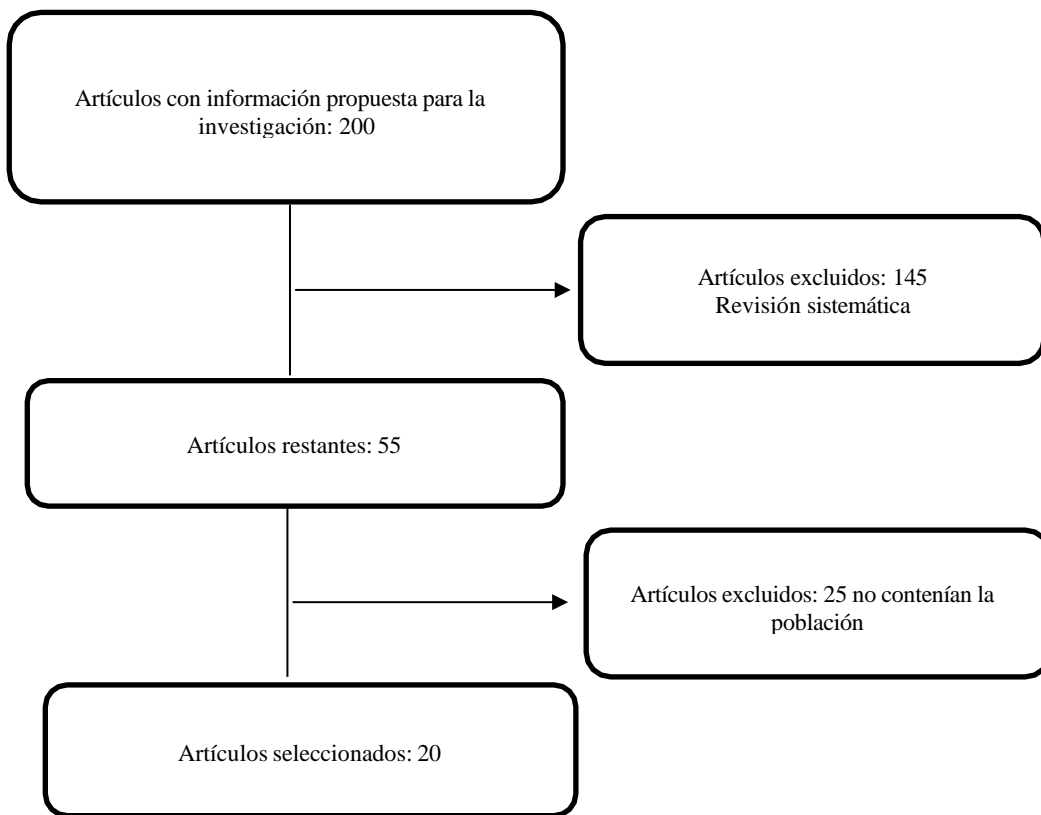 Artículos con información propuesta para la
investigación: 200
Artículos excluidos: 145
Revisión sistemática
Artículos restantes: 55
Artículos excluidos: 25 no contenían la
población
Artículos seleccionados: 20